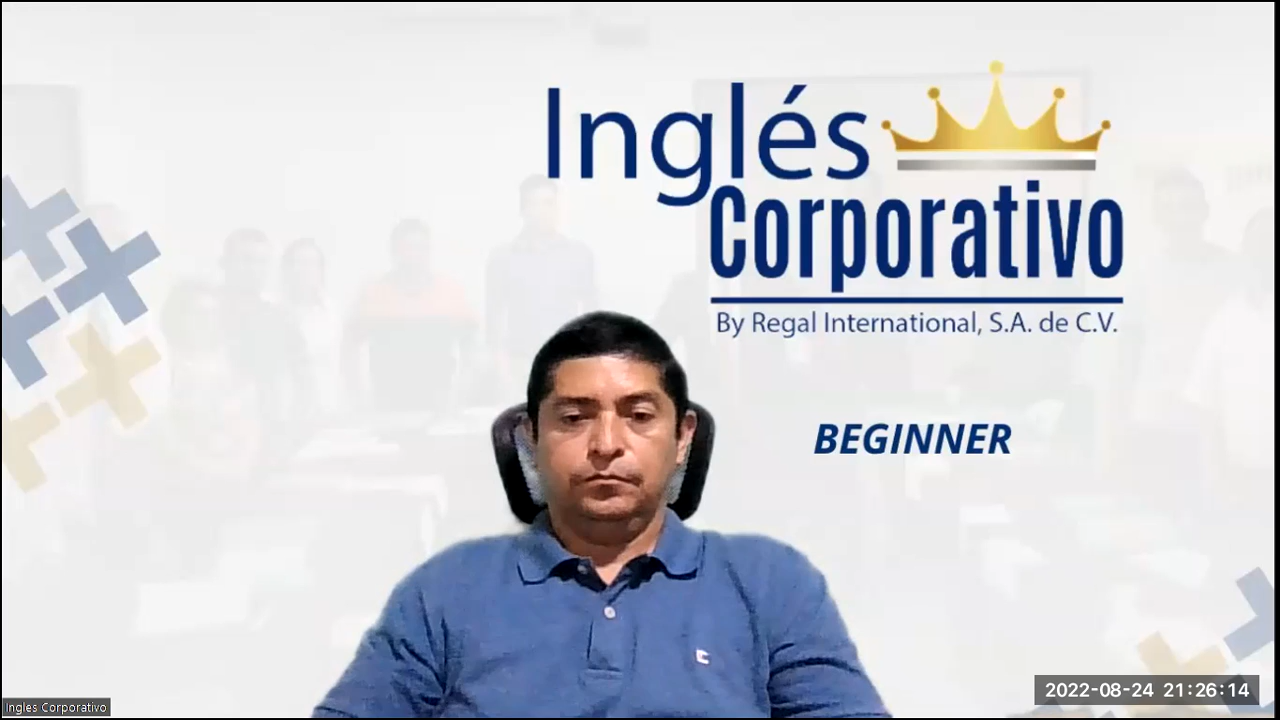 Inglés
Corporativo
By Regal International, S.A. de C.V.
BEGINNER
Ingles Corporativo
2022-08-24 21:26:14